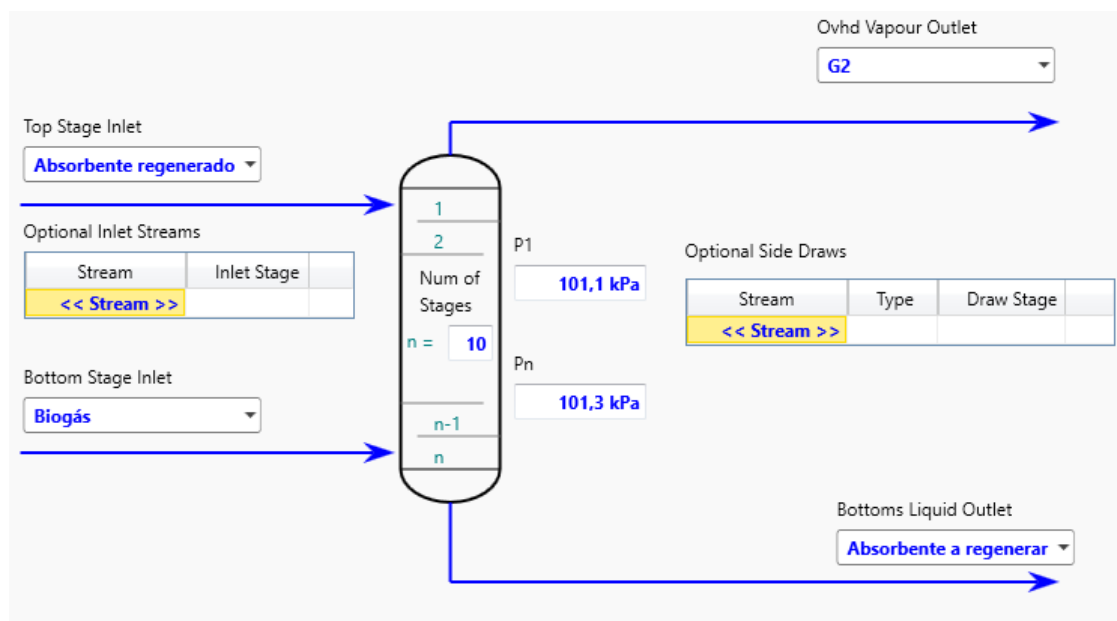 Ovhd Vapour Outlet
G2
Top Stage Inlet
Absorbente regenerado
Optional Inlet Streams
Stream Inlet Stage
<< Stream >>
Bottom Stage Inlet
Biogás
1
2
Num of
Stages
n = 10
n-1
n
P1
101,1 kPa
Pn
101,3 kPa
Optional Side Draws
Stream Type Draw Stage
<< Stream >>
Bottoms Liquid Outlet
Absorbente a regenerar